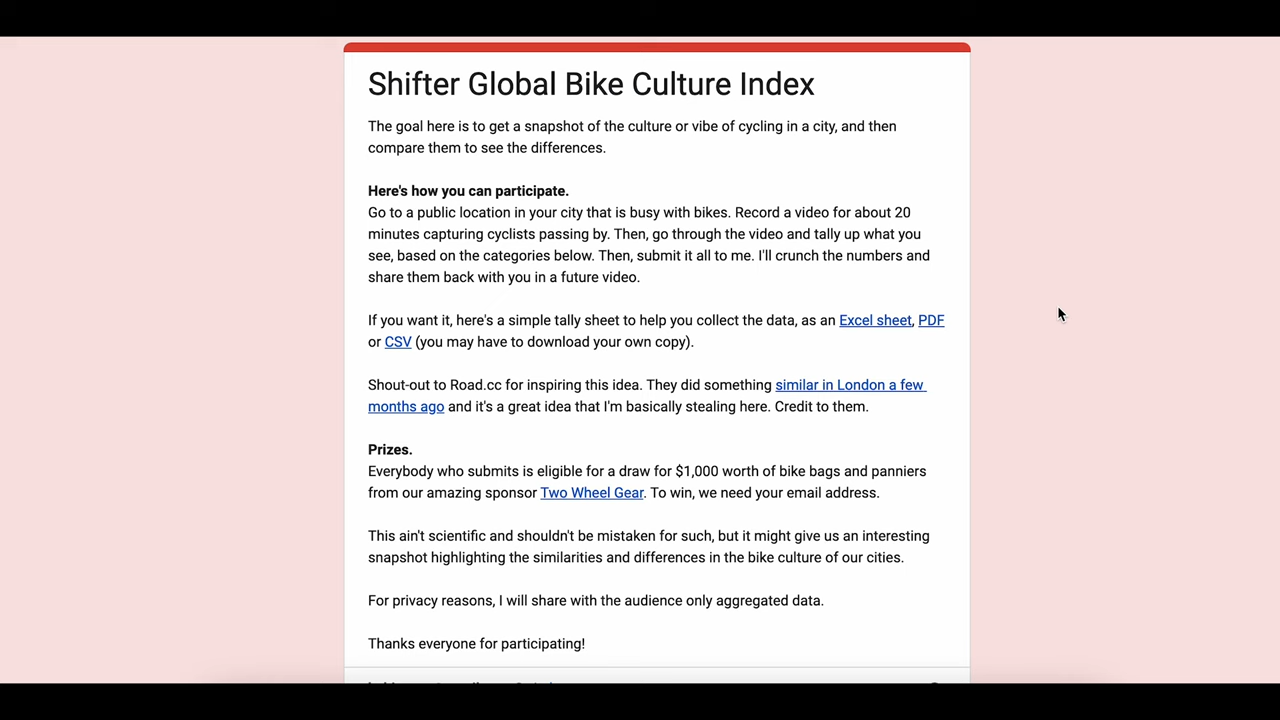 Shifter Global Bike Culture Index
The goal here is to get a snapshot of the culture or vibe of cycling in a city, and then
compare them to see the differences.
Here's how you can participate.
Go to a public location in your city that is busy with bikes. Record a video for about 20
minutes capturing cyclists passing by. Then, go through the video and tally up what you
see, based on the categories below. Then, submit it all to me. I'll crunch the numbers and
share them back with you in a future video.
If you want it, here's a simple tally sheet to help you collect the data, as an Excel sheet, PDF
or CSV (you may have to download your own copy).
Shout-out to Road.cc for inspiring this idea. They did something similar in London a few
months ago and it's a great idea that I'm basically stealing here. Credit to them.
Prizes.
Everybody who submits is eligible for a draw for $1,000 worth of bike bags and panniers
from our amazing sponsor Two Wheel Gear. To win, we need your email address.
This ain't scientific and shouldn't be mistaken for such, but it might give us an interesting
snapshot highlighting the similarities and differences in the bike culture of our cities.
For privacy reasons, I will share with the audience only aggregated data.
Thanks everyone for participating!